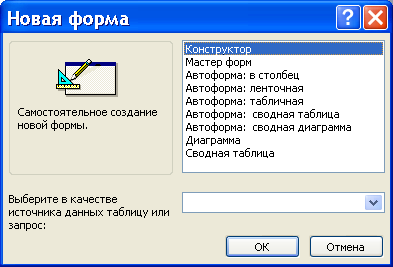 Новая форма
Самостоятельное создание
новой формы.
Конструктор
Мастер форм
Автоформа: в столбец
Автоформа: ленточная
Автоформа: табличная
Автоформа:  сводная таблица
Автоформа:  сводная диаграмма
Диаграмма
Сводная таблица
Выберите в качестве
источника данных таблицу или
запрос:
ОК
Отмена